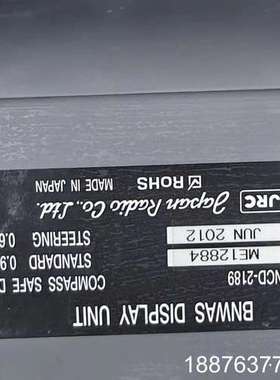 BNWAS DISPLAY UNIT
NCD-2189
ME12884
JUN 2012
COMPASS SAFE D
STANDARD 0.9
STEERING 0.6
JRC Japan Radio Co., Ltd.
RoHS MADE IN JAPAN
18876377